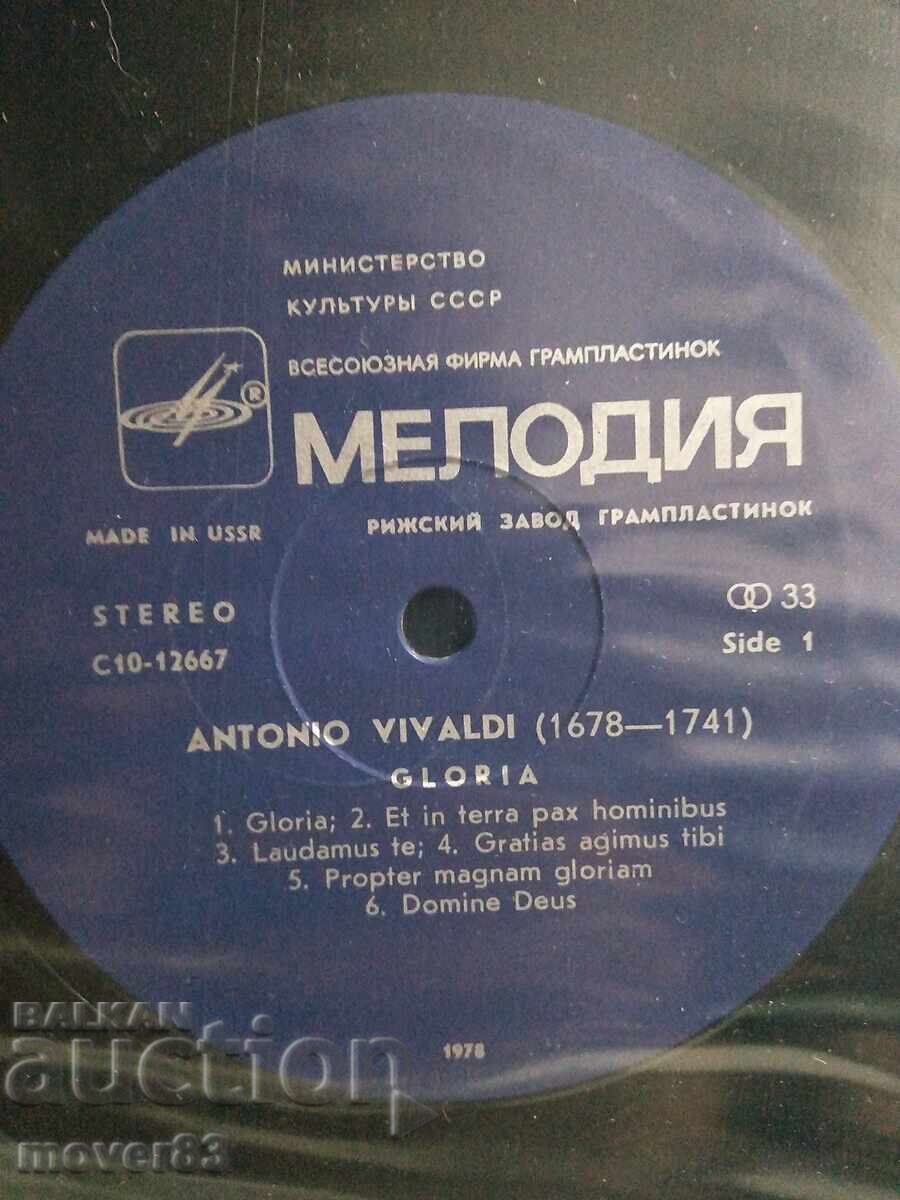 МИНИСТЕРСТВО
КУЛЬТУРЫ СССР
ВСЕСОЮЗНАЯ ФИРМА ГРАМПЛАСТИНОК
®
МЕЛОДИЯ
MADE IN USSR
РИЖСКИЙ ЗАВОД ГРАМПЛАСТИНОК
STEREO
33
C10-12667
Side 1
ANTONIO VIVALDI (1678—1741)
GLORIA
1. Gloria; 2. Et in terra pax hominibus
3. Laudamus te; 4. Gratias agimus tibi
5. Propter magnam gloriam
6. Domine Deus
1978
BALKAN
auction
mover83